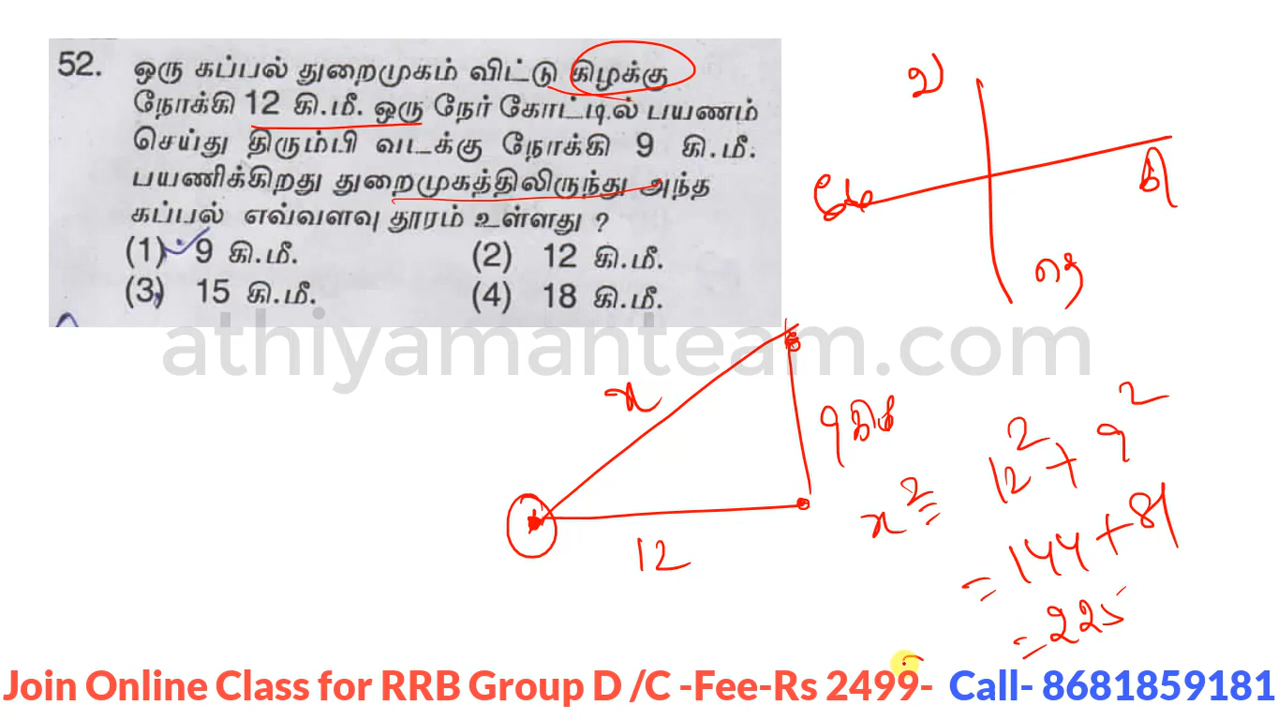 52. ஒரு கப்பல் துறைமுகம் விட்டு கிழக்கு
நோக்கி 12 கி.மீ. ஒரு நேர் கோட்டில் பயணம்
செய்து திரும்பி வடக்கு நோக்கி 9 கி.மீ.
பயணிக்கிறது துறைமுகத்திலிருந்து அந்த
கப்பல் எவ்வளவு தூரம் உள்ளது ?
(1) 9 கி.மீ. (2) 12 கி.மீ.
(3) 15 கி.மீ. (4) 18 கி.மீ.
வ
கி
தெ
athiyamanteam.com
x
9 கிமீ
12
x² = 12² + 9²
= 144 + 81
= 225
Join Online Class for RRB Group D /C -Fee-Rs 2499- Call- 8681859181